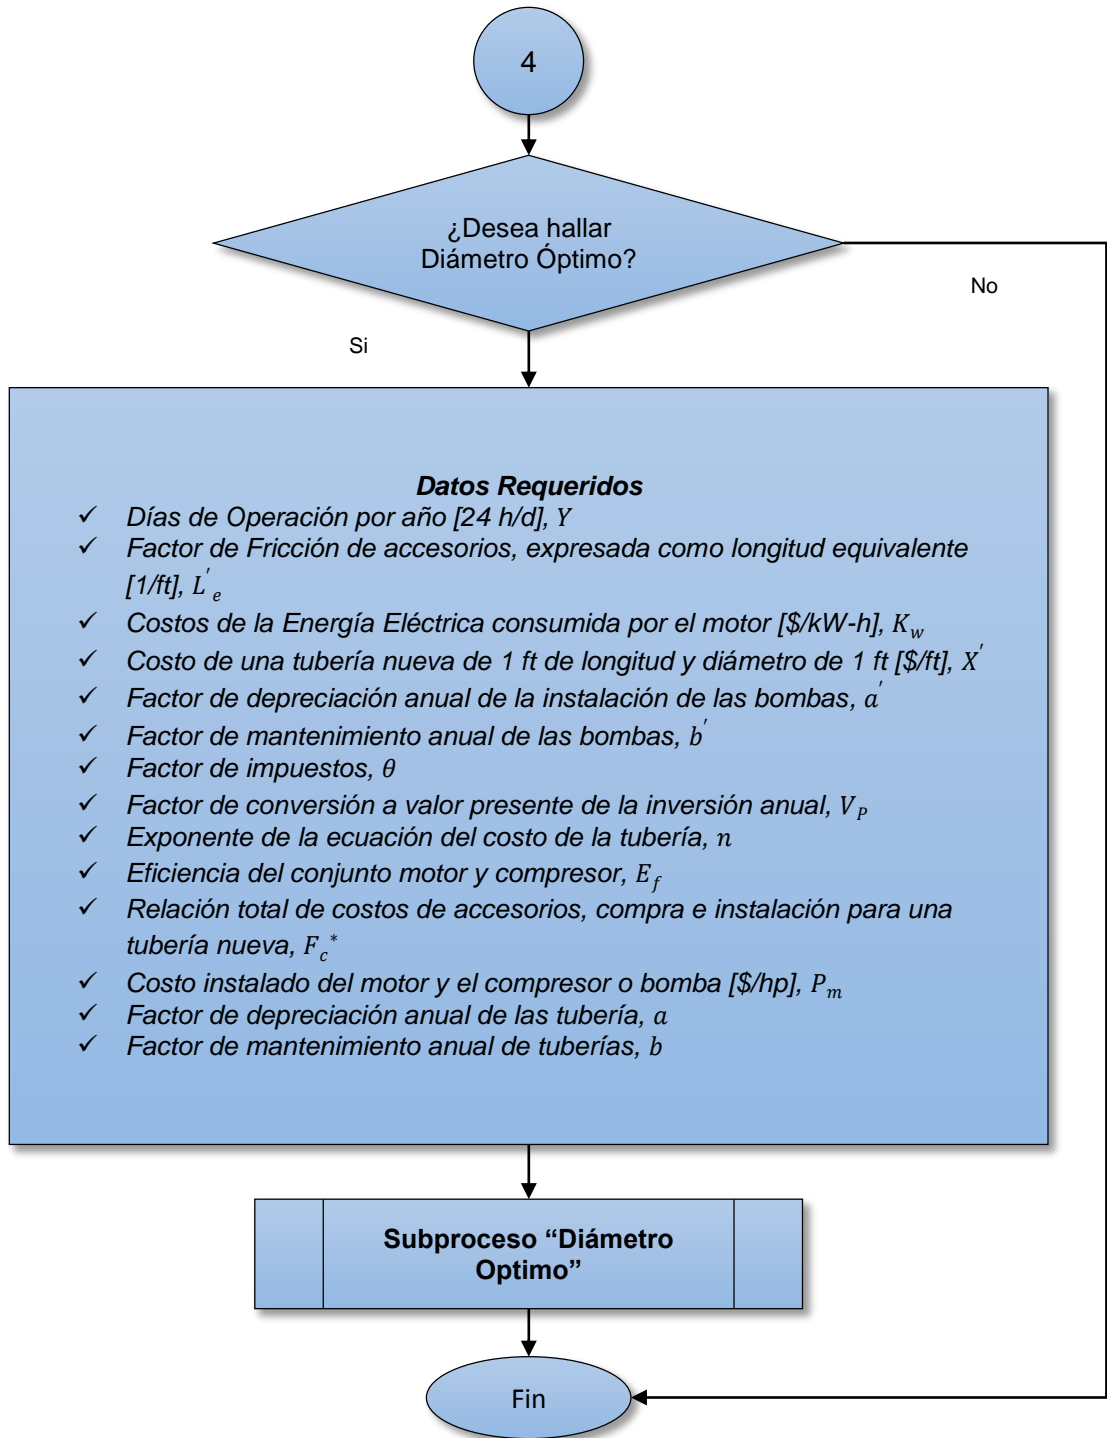 4
¿Desea hallar
Diámetro Óptimo?
No
Si
Datos Requeridos
✓ Días de Operación por año [24 h/d], Y
✓ Factor de Fricción de accesorios, expresada como longitud equivalente
[1/ft], L'ₑ
✓ Costos de la Energía Eléctrica consumida por el motor [$/kW-h], K_w
✓ Costo de una tubería nueva de 1 ft de longitud y diámetro de 1 ft [$/ft], X'
✓ Factor de depreciación anual de la instalación de las bombas, a'
✓ Factor de mantenimiento anual de las bombas, b'
✓ Factor de impuestos, θ
✓ Factor de conversión a valor presente de la inversión anual, V_P
✓ Exponente de la ecuación del costo de la tubería, n
✓ Eficiencia del conjunto motor y compresor, E_f
✓ Relación total de costos de accesorios, compra e instalación para una
tubería nueva, F_c*
✓ Costo instalado del motor y el compresor o bomba [$/hp], P_m
✓ Factor de depreciación anual de las tubería, a
✓ Factor de mantenimiento anual de tuberías, b
Subproceso “Diámetro
Optimo”
Fin